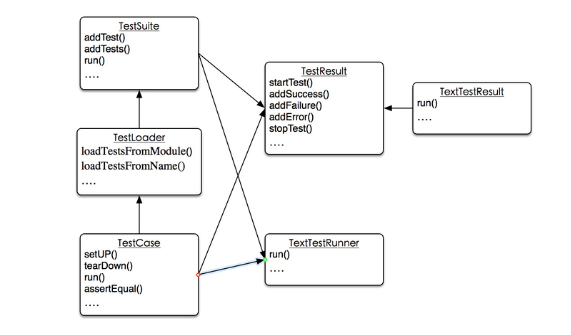 TestSuite
addTest()
addTests()
run()
....
TestResult
startTest()
addSuccess()
addFailure()
addError()
stopTest()
....
TextTestResult
run()
....
TestLoader
loadTestsFromModule()
loadTestsFromName()
....
TestCase
setUP()
tearDown()
run()
assertEqual()
....
TextTestRunner
run()
....